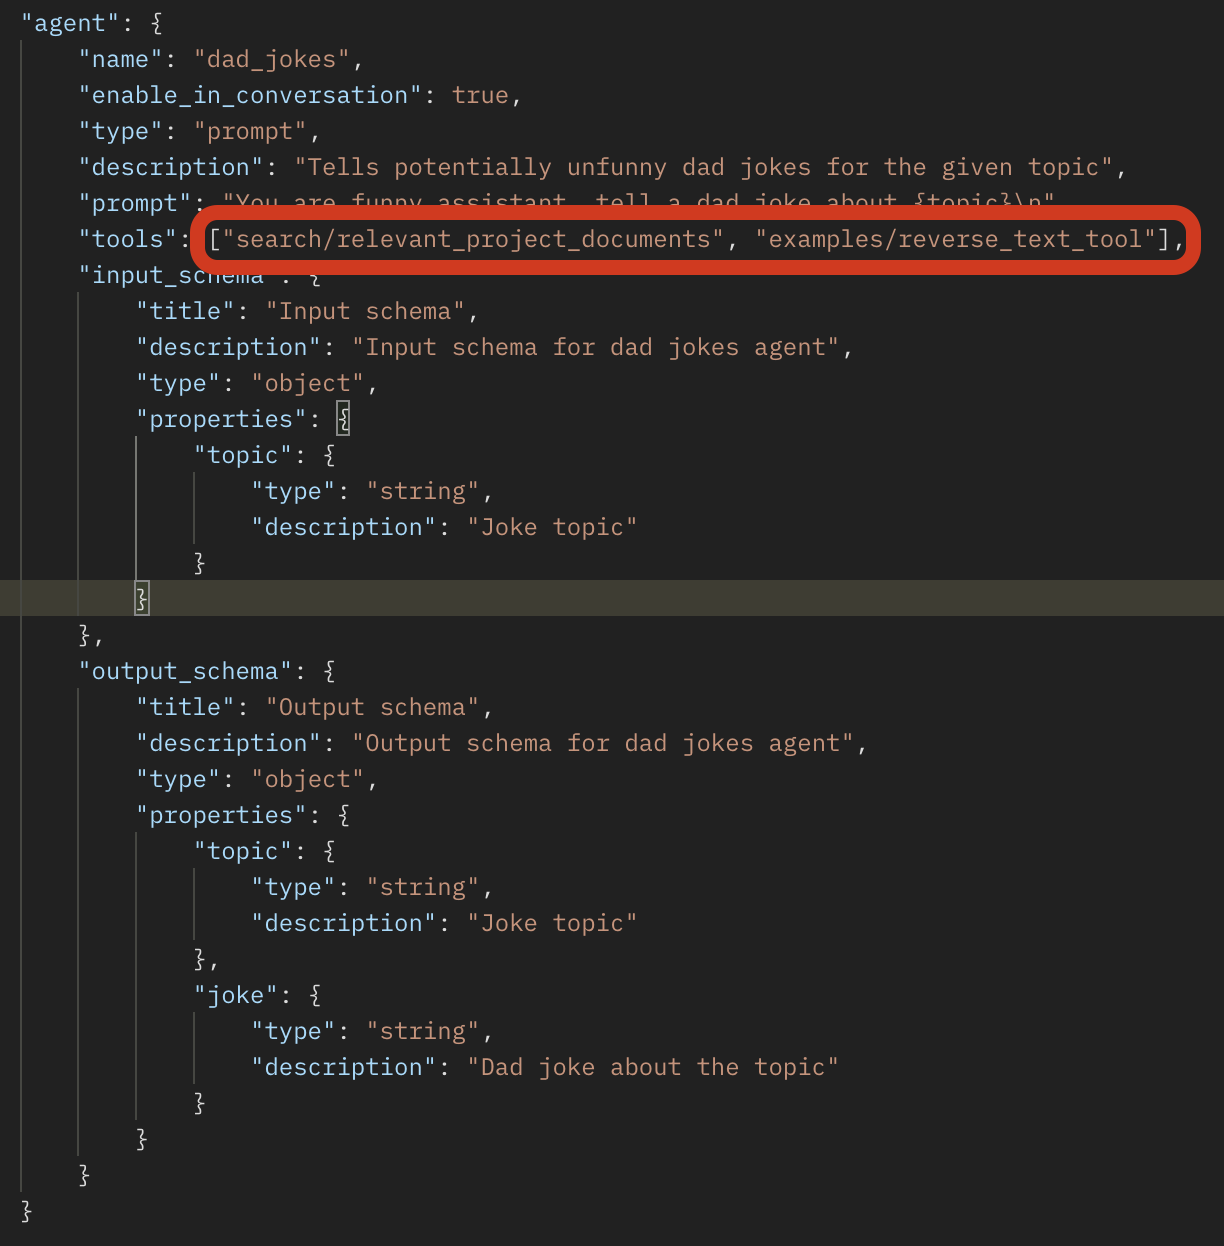 "agent": {
"name": "dad_jokes",
"enable_in_conversation": true,
"type": "prompt",
"description": "Tells potentially unfunny dad jokes for the given topic",
"prompt": "You are funny assistant, tell a dad joke about {topic}\n"
"tools": ["search/relevant_project_documents", "examples/reverse_text_tool"],
"input_schema": {
"title": "Input schema",
"description": "Input schema for dad jokes agent",
"type": "object",
"properties": {
"topic": {
"type": "string",
"description": "Joke topic"
}
}
},
"output_schema": {
"title": "Output schema",
"description": "Output schema for dad jokes agent",
"type": "object",
"properties": {
"topic": {
"type": "string",
"description": "Joke topic"
},
"joke": {
"type": "string",
"description": "Dad joke about the topic"
}
}
}
}